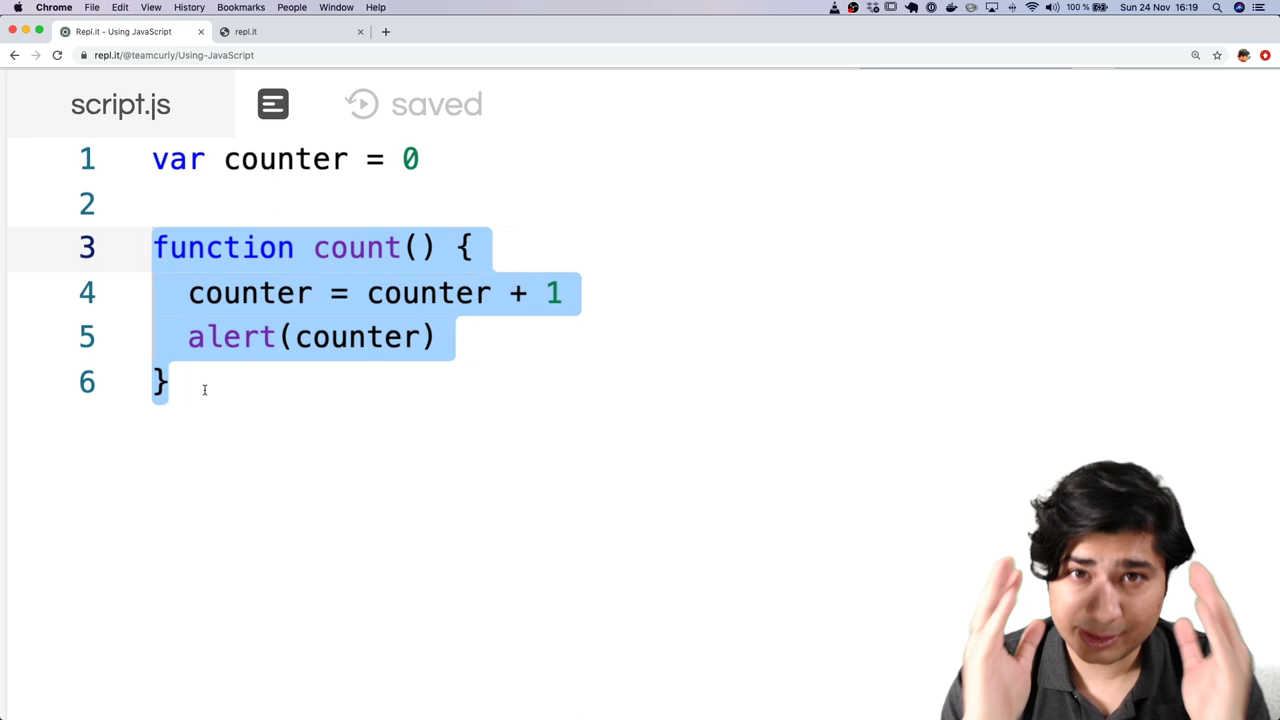 Chrome File Edit View History Bookmarks People Window Help 100 % Sun 24 Nov 16:19
Repl.it - Using JavaScript repl.it
repl.it/@teamcurly/Using-JavaScript
script.js saved
1 var counter = 0
2
3 function count() {
4 counter = counter + 1
5 alert(counter)
6 }